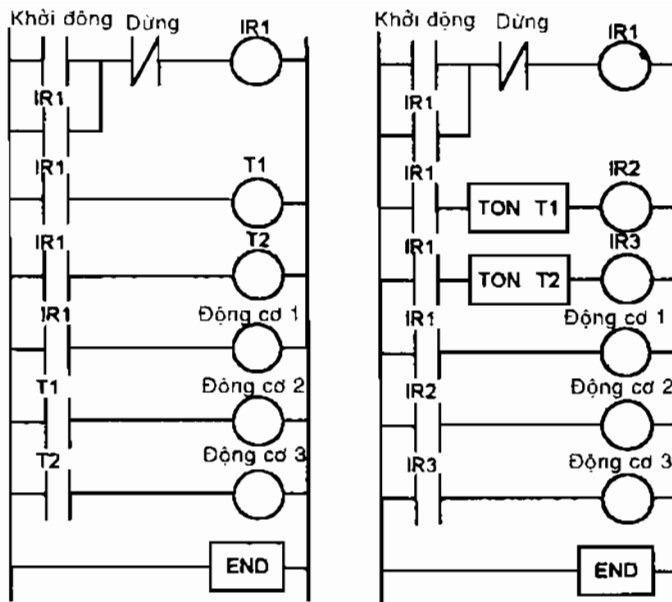 Khởi đông Dừng IR1
IR1
IR1 T1
IR1 T2
IR1 Động cơ 1
T1 Đông cơ 2
T2 Động cơ 3
END
Khởi động Dừng IR1
IR1
IR1 TON T1 IR2
IR1 TON T2 IR3
IR1 Động cơ 1
IR2 Động cơ 2
IR3 Động cơ 3
END